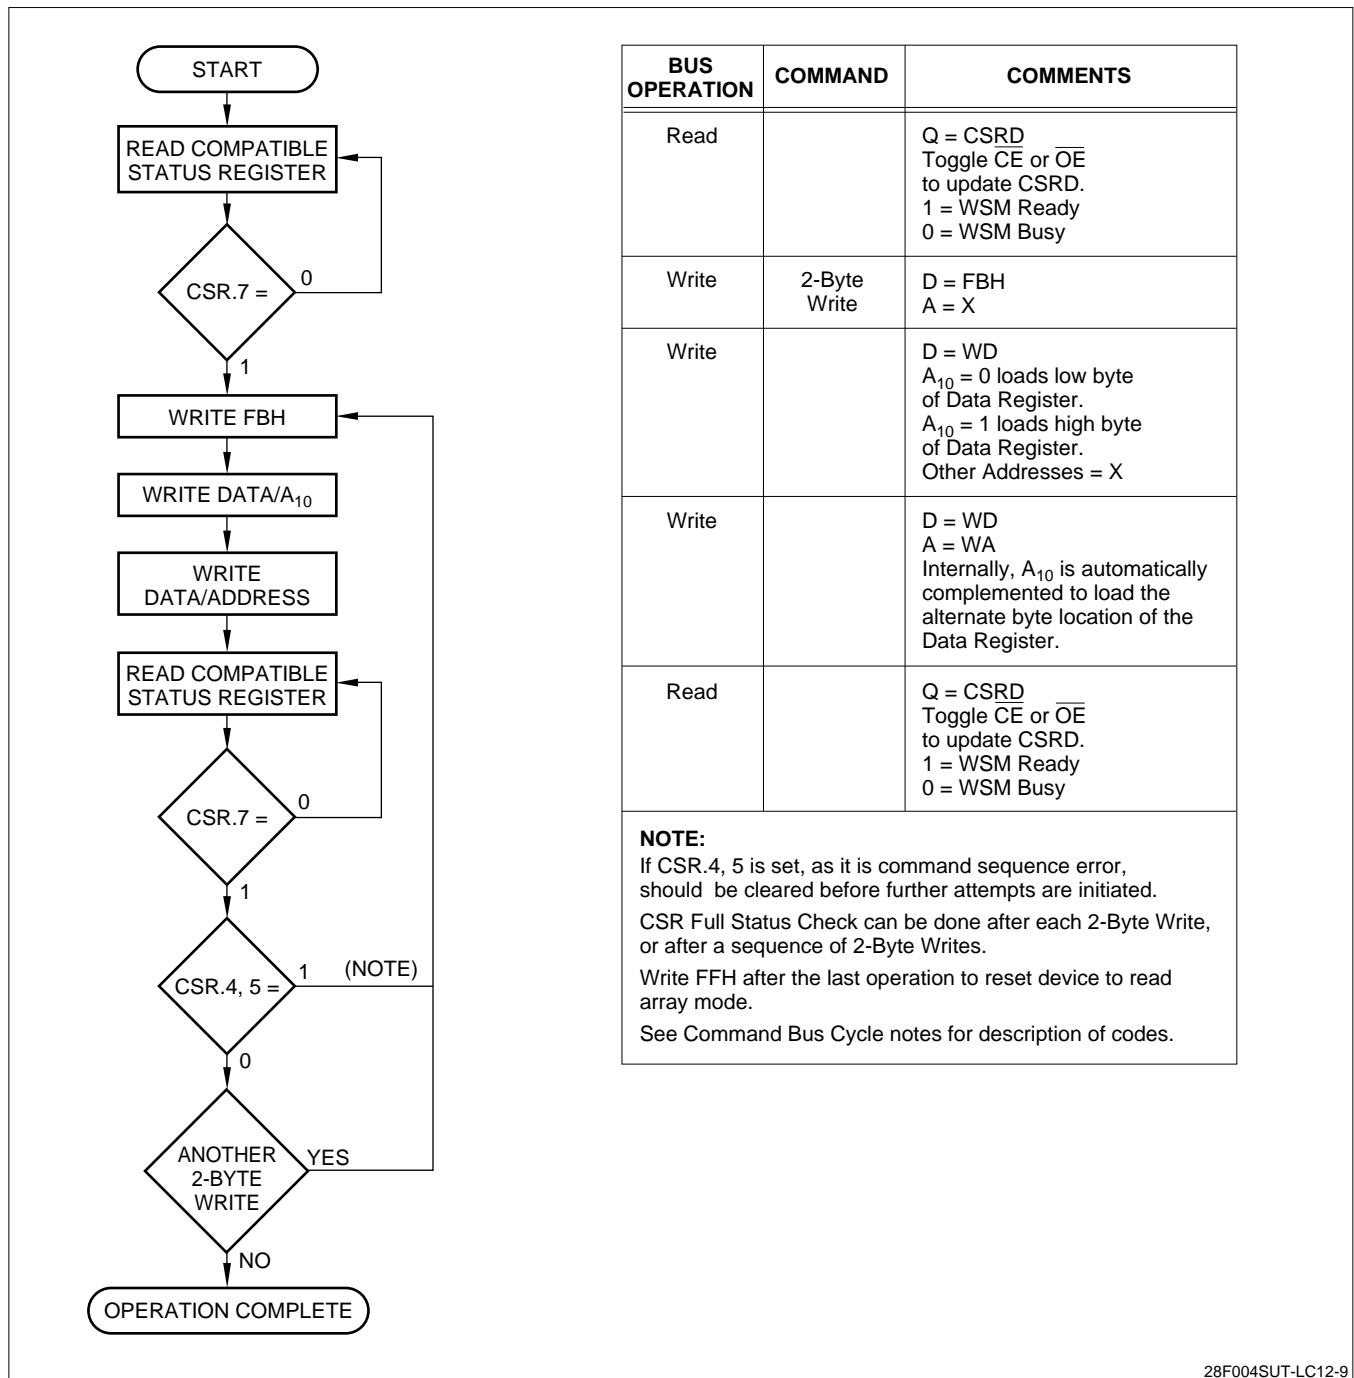 START
READ COMPATIBLE
STATUS REGISTER
CSR.7 =
0
1
WRITE FBH
WRITE DATA/A10
WRITE
DATA/ADDRESS
READ COMPATIBLE
STATUS REGISTER
CSR.7 =
0
1
CSR.4, 5 =
1
(NOTE)
0
ANOTHER
2-BYTE
WRITE
YES
NO
OPERATION COMPLETE
BUS
OPERATION
COMMAND
COMMENTS
Read
Q = CSRD
Toggle C̅E̅ or O̅E̅
to update CSRD.
1 = WSM Ready
0 = WSM Busy
Write
2-Byte
Write
D = FBH
A = X
Write
D = WD
A10 = 0 loads low byte
of Data Register.
A10 = 1 loads high byte
of Data Register.
Other Addresses = X
Write
D = WD
A = WA
Internally, A10 is automatically
complemented to load the
alternate byte location of the
Data Register.
Read
Q = CSRD
Toggle C̅E̅ or O̅E̅
to update CSRD.
1 = WSM Ready
0 = WSM Busy
NOTE:
If CSR.4, 5 is set, as it is command sequence error,
should be cleared before further attempts are initiated.
CSR Full Status Check can be done after each 2-Byte Write,
or after a sequence of 2-Byte Writes.
Write FFH after the last operation to reset device to read
array mode.
See Command Bus Cycle notes for description of codes.
28F004SUT-LC12-9